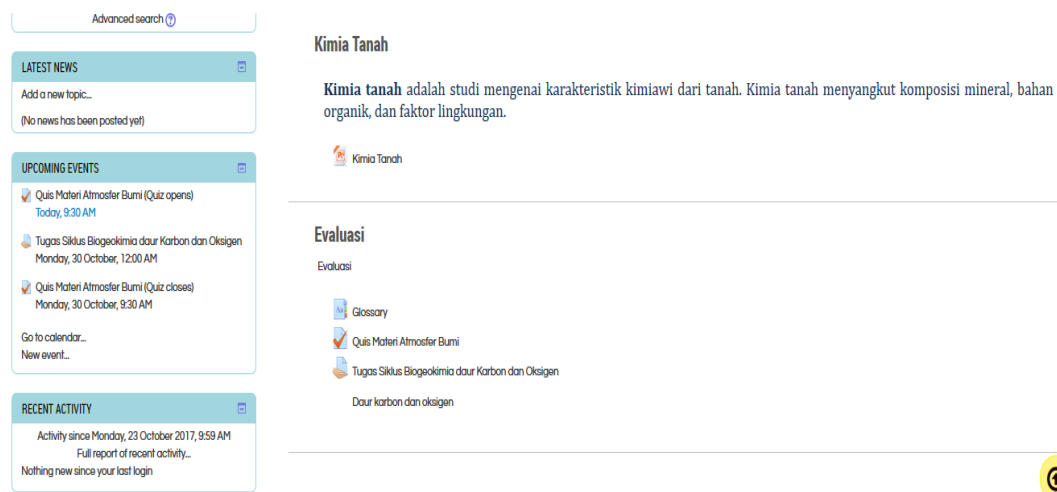 Advanced search
LATEST NEWS
Add a new topic...
(No news has been posted yet)
UPCOMING EVENTS
Quis Materi Atmosfer Bumi (Quiz opens)
Today, 9:30 AM
Tugas Siklus Biogeokimia daur Karbon dan Oksigen
Monday, 30 October, 12:00 AM
Quis Materi Atmosfer Bumi (Quiz closes)
Monday, 30 October, 9:30 AM
Go to calendar...
New event...
RECENT ACTIVITY
Activity since Monday, 23 October 2017, 9:59 AM
Full report of recent activity...
Nothing new since your last login
Kimia Tanah
Kimia tanah adalah studi mengenai karakteristik kimiawi dari tanah. Kimia tanah menyangkut komposisi mineral, bahan
organik, dan faktor lingkungan.
Kimia Tanah
Evaluasi
Evaluasi
Glossary
Quis Materi Atmosfer Bumi
Tugas Siklus Biogeokimia daur Karbon dan Oksigen
Daur karbon dan oksigen